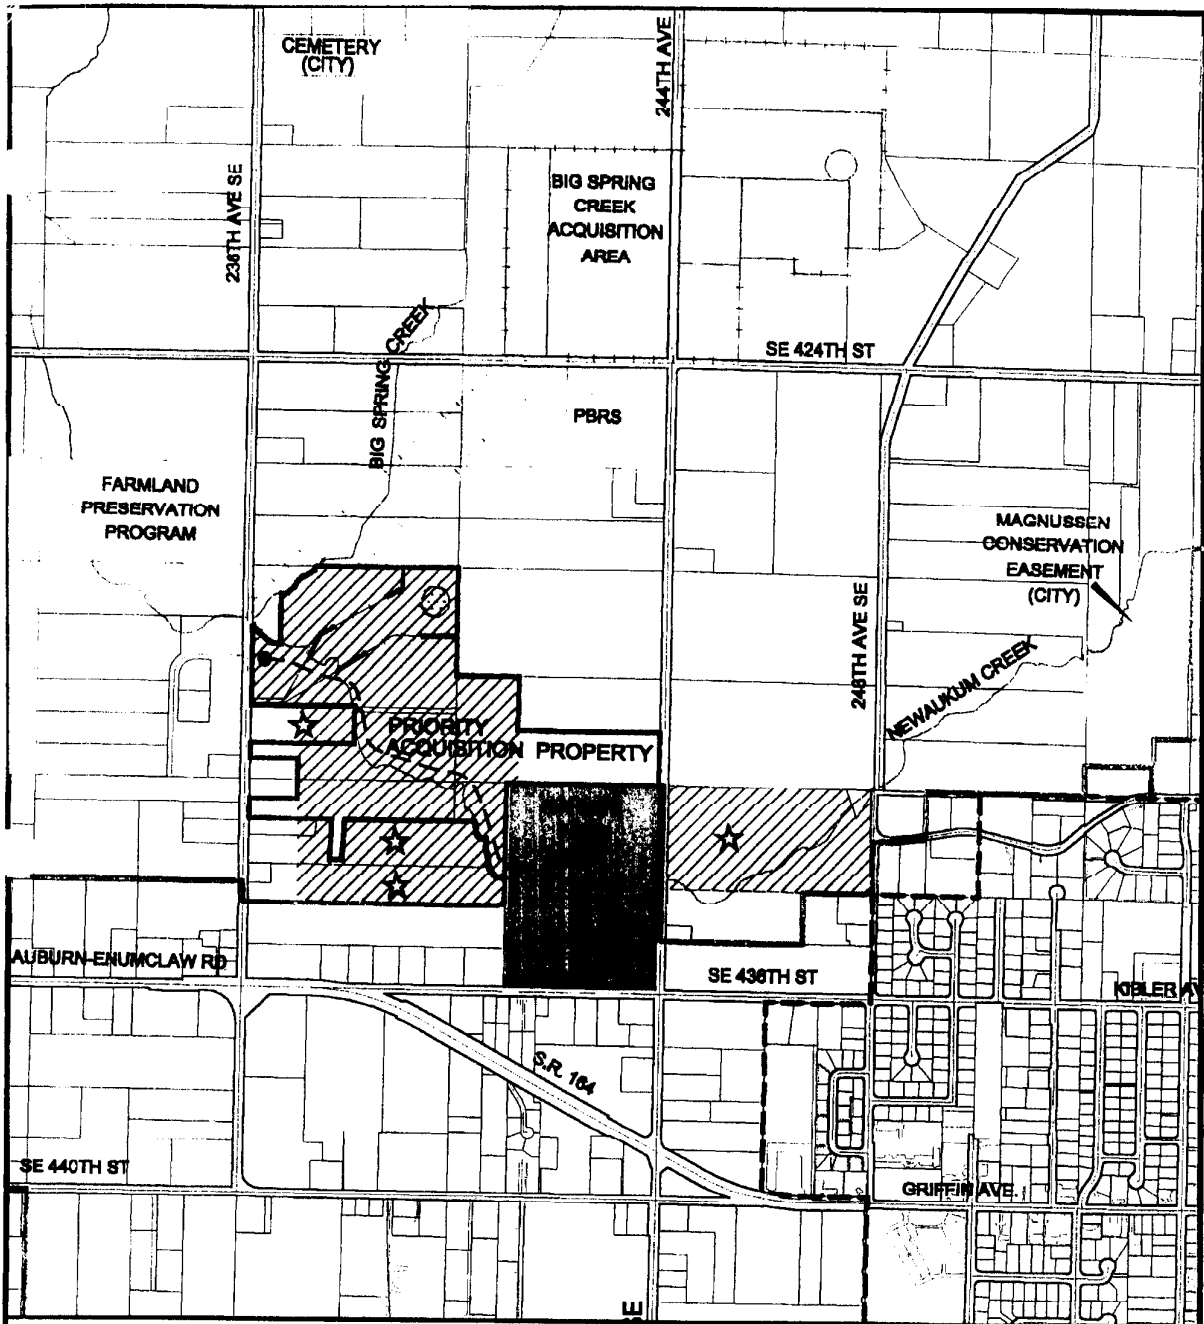 CEMETERY
(CITY)
244TH AVE
236TH AVE SE
BIG SPRING
CREEK
ACQUISITION
AREA
BIG SPRING CREEK
SE 424TH ST
PBRS
FARMLAND
PRESERVATION
PROGRAM
MAGNUSSEN
CONSERVATION
EASEMENT
(CITY)
248TH AVE SE
NEWAUKUM CREEK
PRIORITY
ACQUISITION PROPERTY
AUBURN-ENUMCLAW RD
SE 436TH ST
KIBLER AV
S.R. 164
SE 440TH ST
GRIFFIN AVE.
SE